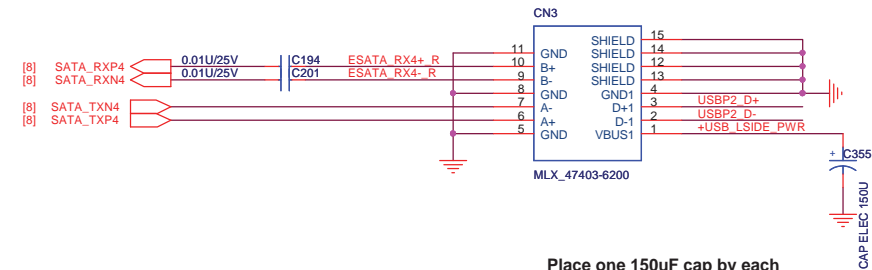 CN3
SHIELD 15
SHIELD 14
SHIELD 12
SHIELD 13
GND1 4
D+1 3 USBP2_D+
D-1 2 USBP2_D-
VBUS1 1 +USB_LSIDE_PWR
11 GND
[8] SATA_RXP4 0.01U/25V C194 ESATA_RX4+_R 10 B+
[8] SATA_RXN4 0.01U/25V C201 ESATA_RX4-_R 9 B-
8 GND
[8] SATA_TXN4 7 A-
[8] SATA_TXP4 6 A+
5 GND
MLX_47403-6200
+ C355
CAP ELEC 150U
Place one 150uF cap by each